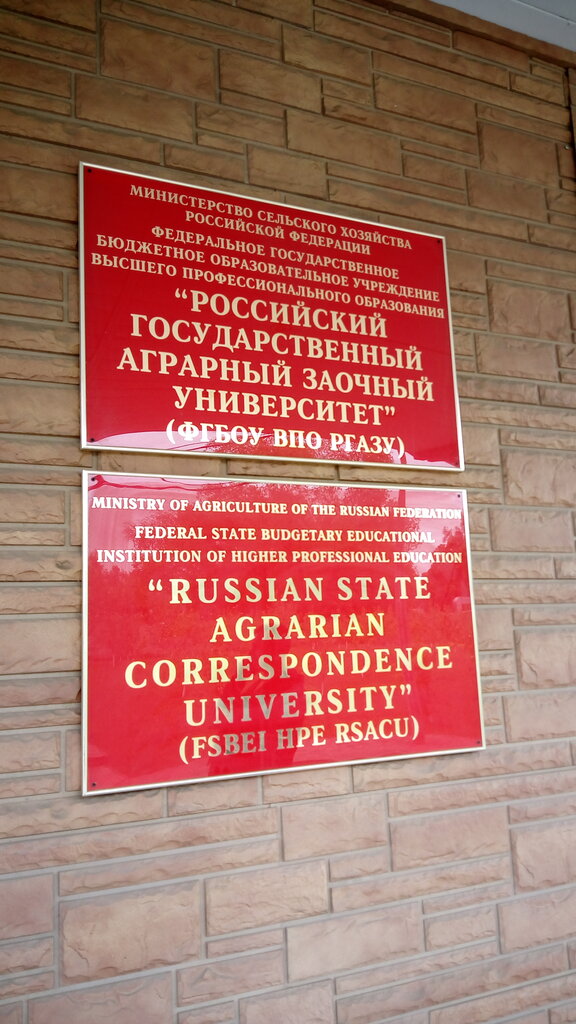 МИНИСТЕРСТВО СЕЛЬСКОГО ХОЗЯЙСТВА
РОССИЙСКОЙ ФЕДЕРАЦИИ
ФЕДЕРАЛЬНОЕ ГОСУДАРСТВЕННОЕ
БЮДЖЕТНОЕ ОБРАЗОВАТЕЛЬНОЕ УЧРЕЖДЕНИЕ
ВЫСШЕГО ПРОФЕССИОНАЛЬНОГО ОБРАЗОВАНИЯ
“РОССИЙСКИЙ
ГОСУДАРСТВЕННЫЙ
АГРАРНЫЙ ЗАОЧНЫЙ
УНИВЕРСИТЕТ”
(ФГБОУ ВПО РГАЗУ)
MINISTRY OF AGRICULTURE OF THE RUSSIAN FEDERATION
FEDERAL STATE BUDGETARY EDUCATIONAL
INSTITUTION OF HIGHER PROFESSIONAL EDUCATION
“RUSSIAN STATE
AGRARIAN
CORRESPONDENCE
UNIVERSITY”
(FSBEI HPE RSACU)